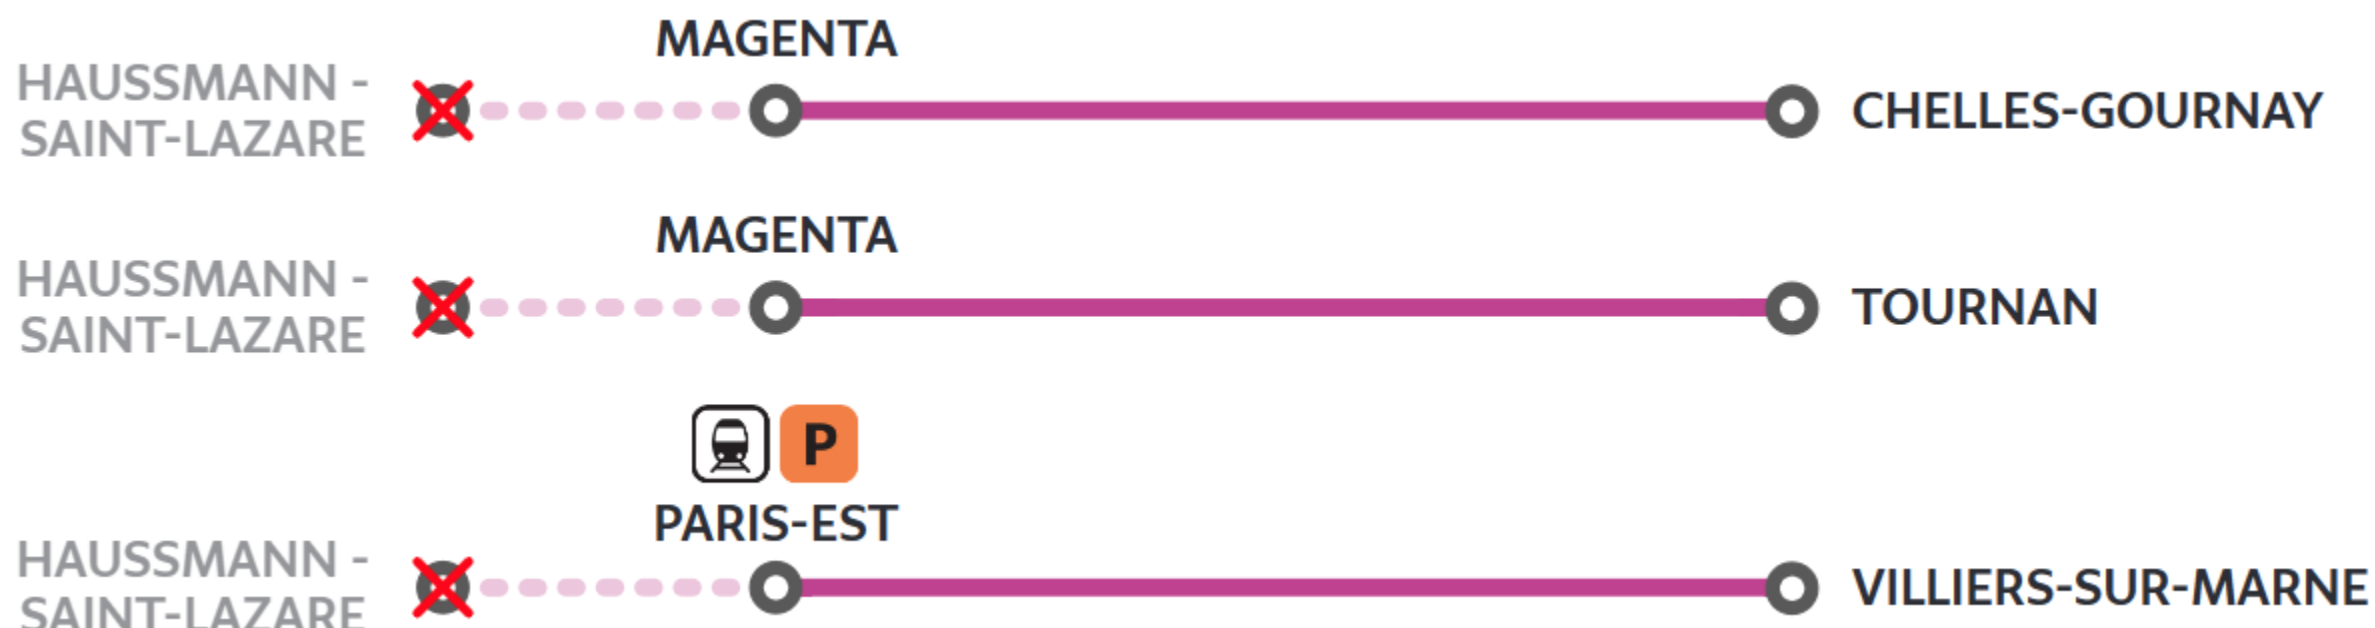 MAGENTA
HAUSSMANN -
SAINT-LAZARE
CHELLES-GOURNAY
MAGENTA
HAUSSMANN -
SAINT-LAZARE
TOURNAN
P
PARIS-EST
HAUSSMANN -
SAINT-LAZARE
VILLIERS-SUR-MARNE